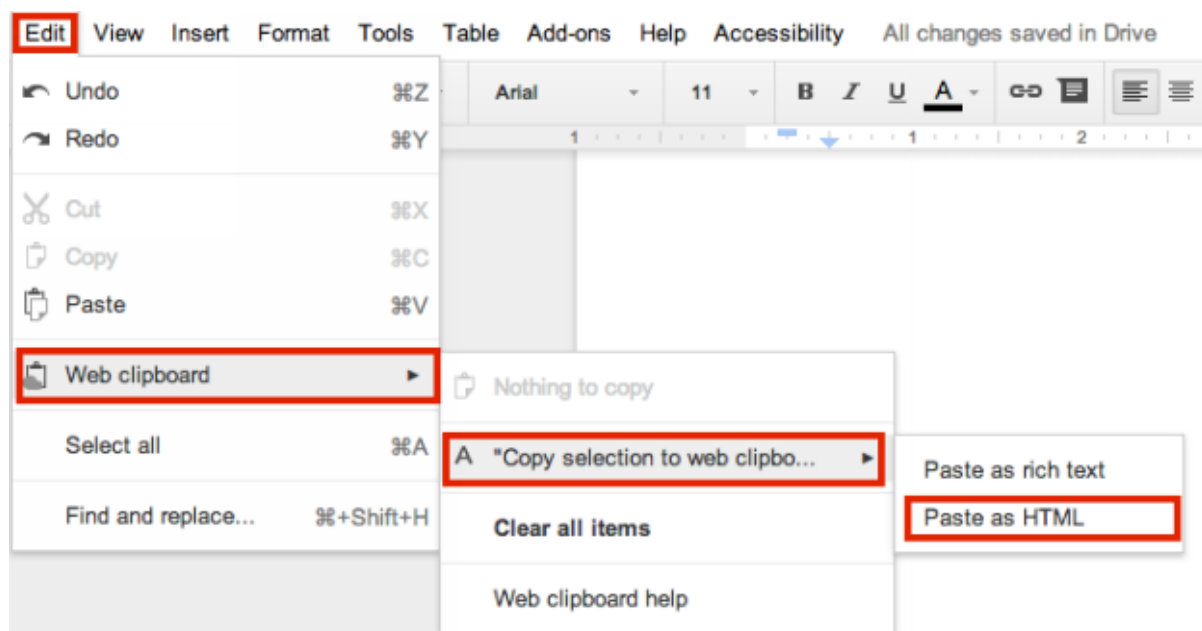 Edit View Insert Format Tools Table Add-ons Help Accessibility All changes saved in Drive
Undo ⌘Z
Arial 11 B I U A
Redo ⌘Y
1 1 2
Cut ⌘X
Copy ⌘C
Paste ⌘V
Web clipboard ►
Nothing to copy
Select all ⌘A
A "Copy selection to web clipbo... ►
Paste as rich text
Find and replace... ⌘+Shift+H
Clear all items
Paste as HTML
Web clipboard help